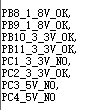 PB8_1_8V_OK,
PB9_1_8V_OK,
PB10_3_3V_OK,
PB11_3_3V_OK,
PC1_3_3V_NO,
PC2_3_3V_OK,
PC3_5V_NO
PC4_5V_NO